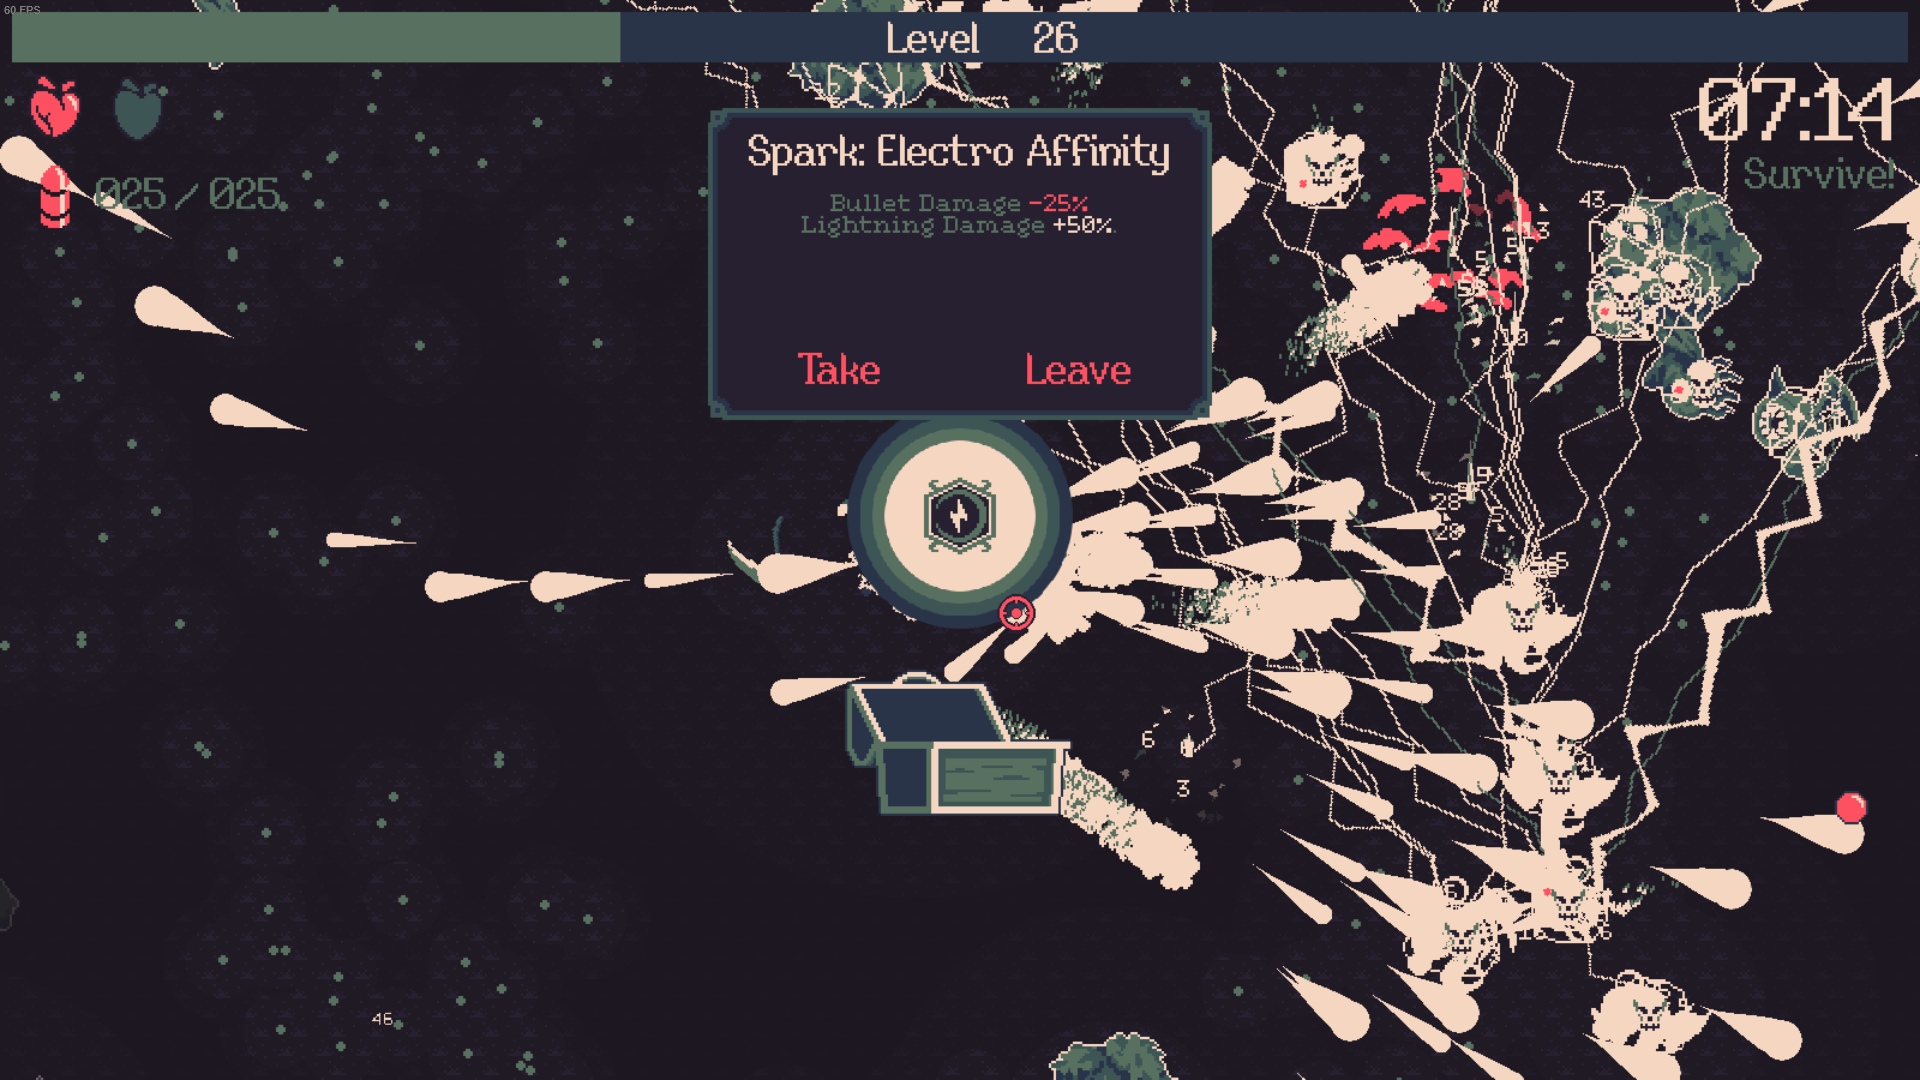 60 FPS
Level 26
07:14
Survive!
025/025
Spark: Electro Affinity
Bullet Damage -25%
Lightning Damage +50%
Take Leave
43
6
3
46